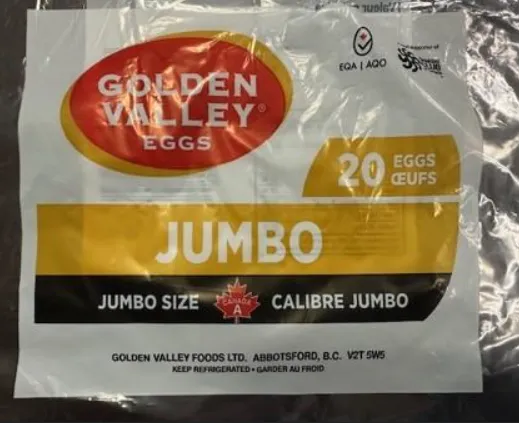 EQA | AQO
GOLDEN
VALLEY®
EGGS
20 EGGS
ŒUFS
JUMBO
JUMBO SIZE CANADA A CALIBRE JUMBO
GOLDEN VALLEY FOODS LTD. ABBOTSFORD, B.C. V2T 5W5
KEEP REFRIGERATED • GARDER AU FROID